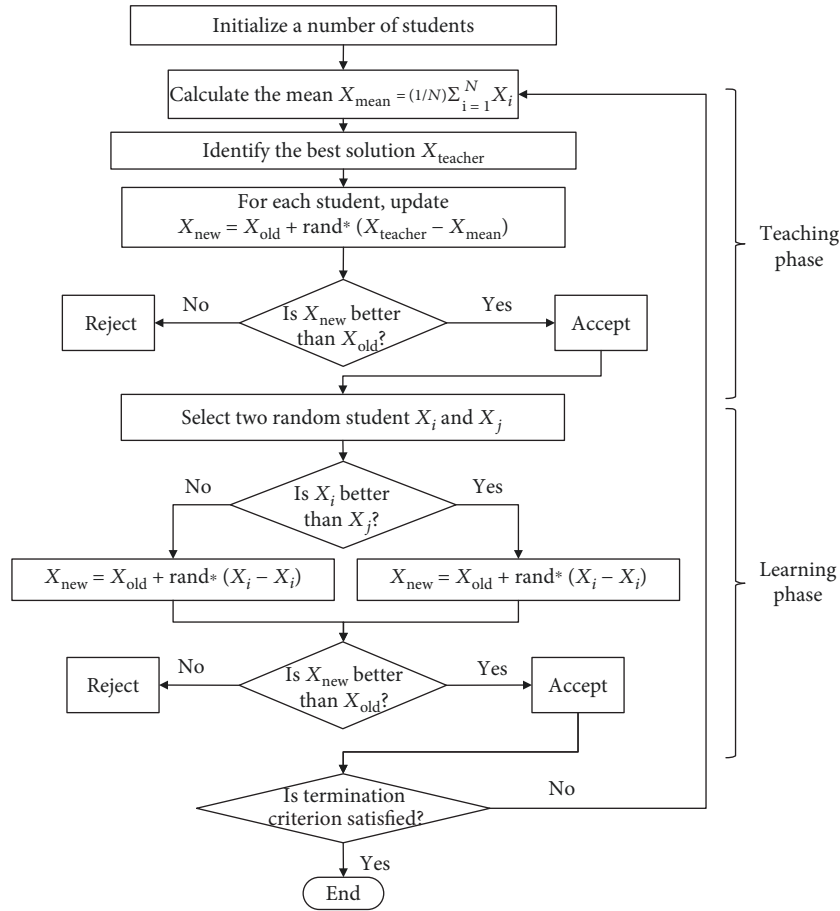 Initialize a number of students
Calculate the mean X_mean = (1/N)Σ_{i = 1}^{N} X_i
Identify the best solution X_teacher
For each student, update
X_new = X_old + rand* (X_teacher − X_mean)
Teaching
phase
No
Yes
Reject
Is X_new better
than X_old?
Accept
Select two random student X_i and X_j
No
Yes
Is X_i better
than X_j?
X_new = X_old + rand* (X_i − X_i)
X_new = X_old + rand* (X_i − X_i)
Learning
phase
No
Yes
Reject
Is X_new better
than X_old?
Accept
Is termination
criterion satisfied?
No
Yes
End